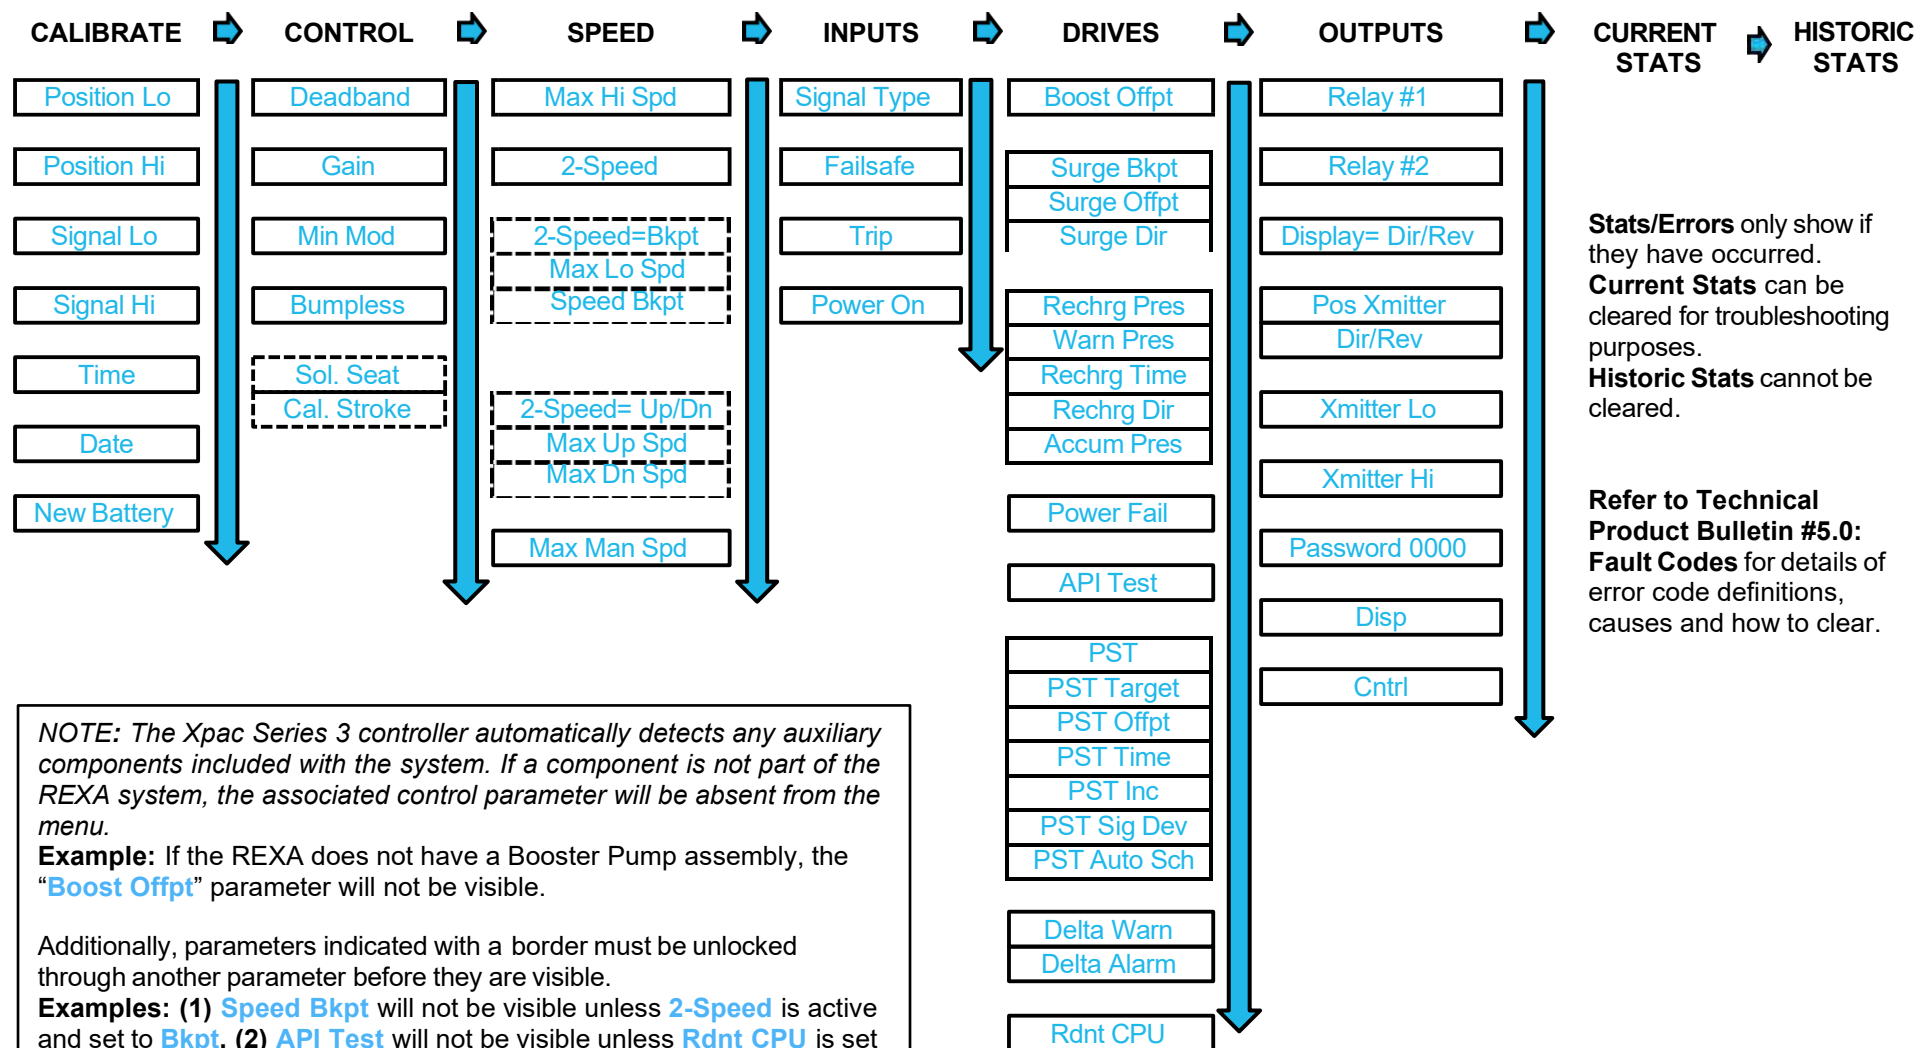 CALIBRATE
CONTROL
SPEED
INPUTS
DRIVES
OUTPUTS
CURRENT
STATS
HISTORIC
STATS
Position Lo
Position Hi
Signal Lo
Signal Hi
Time
Date
New Battery
Deadband
Gain
Min Mod
Bumpless
Sol. Seat
Cal. Stroke
Max Hi Spd
2-Speed
2-Speed=Bkpt
Max Lo Spd
Speed Bkpt
2-Speed= Up/Dn
Max Up Spd
Max Dn Spd
Max Man Spd
Signal Type
Failsafe
Trip
Power On
Boost Offpt
Surge Bkpt
Surge Offpt
Surge Dir
Rechrg Pres
Warn Pres
Rechrg Time
Rechrg Dir
Accum Pres
Power Fail
API Test
PST
PST Target
PST Offpt
PST Time
PST Inc
PST Sig Dev
PST Auto Sch
Delta Warn
Delta Alarm
Rdnt CPU
Relay #1
Relay #2
Display= Dir/Rev
Pos Xmitter
Dir/Rev
Xmitter Lo
Xmitter Hi
Password 0000
Disp
Cntrl
Stats/Errors only show if
they have occurred.
Current Stats can be
cleared for troubleshooting
purposes.
Historic Stats cannot be
cleared.
Refer to Technical
Product Bulletin #5.0:
Fault Codes for details of
error code definitions,
causes and how to clear.
NOTE: The Xpac Series 3 controller automatically detects any auxiliary
components included with the system. If a component is not part of the
REXA system, the associated control parameter will be absent from the
menu.
Example: If the REXA does not have a Booster Pump assembly, the
“Boost Offpt” parameter will not be visible.
Additionally, parameters indicated with a border must be unlocked
through another parameter before they are visible.
Examples: (1) Speed Bkpt will not be visible unless 2-Speed is active
and set to Bkpt. (2) API Test will not be visible unless Rdnt CPU is set